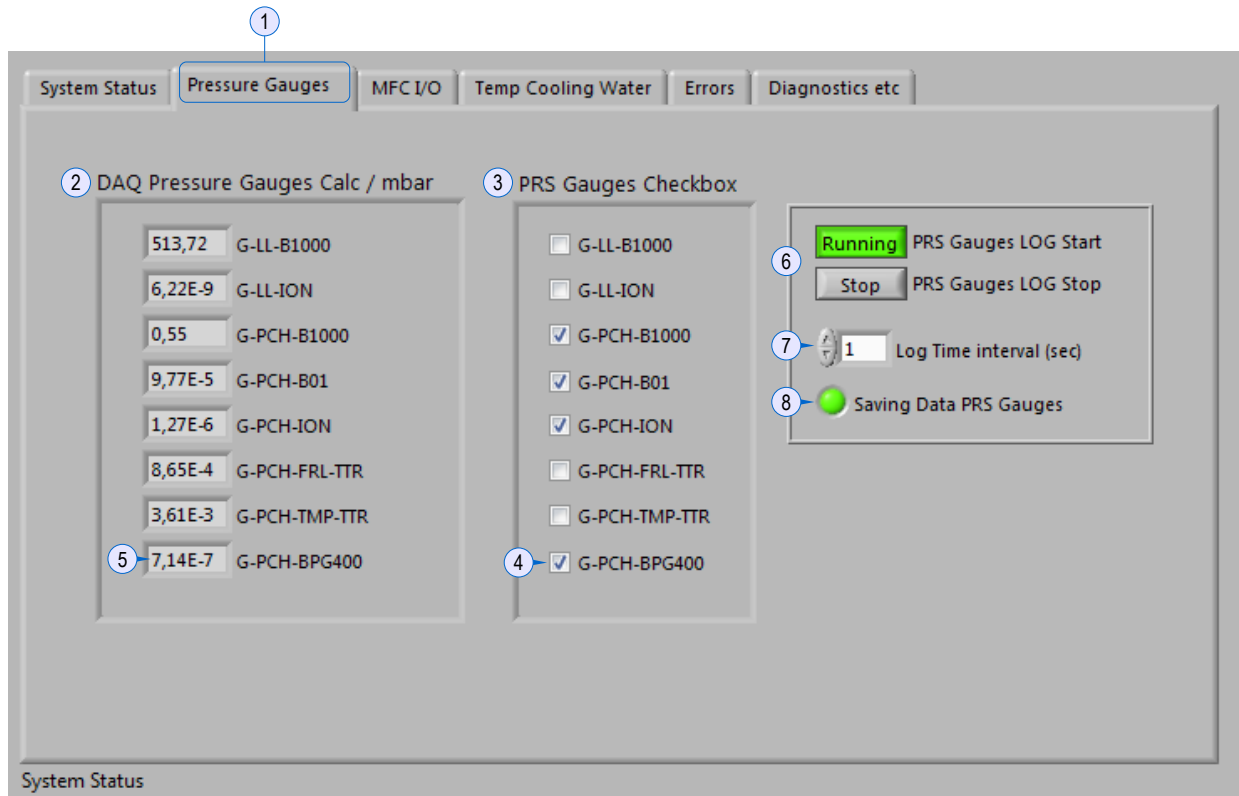 1
System Status Pressure Gauges MFC I/O Temp Cooling Water Errors Diagnostics etc
2 DAQ Pressure Gauges Calc / mbar
513,72 G-LL-B1000
6,22E-9 G-LL-ION
0,55 G-PCH-B1000
9,77E-5 G-PCH-B01
1,27E-6 G-PCH-ION
8,65E-4 G-PCH-FRL-TTR
3,61E-3 G-PCH-TMP-TTR
5 7,14E-7 G-PCH-BPG400
3 PRS Gauges Checkbox
G-LL-B1000
G-LL-ION
G-PCH-B1000
G-PCH-B01
G-PCH-ION
G-PCH-FRL-TTR
G-PCH-TMP-TTR
4 G-PCH-BPG400
6
Running PRS Gauges LOG Start
Stop PRS Gauges LOG Stop
7 1 Log Time interval (sec)
8 Saving Data PRS Gauges
System Status